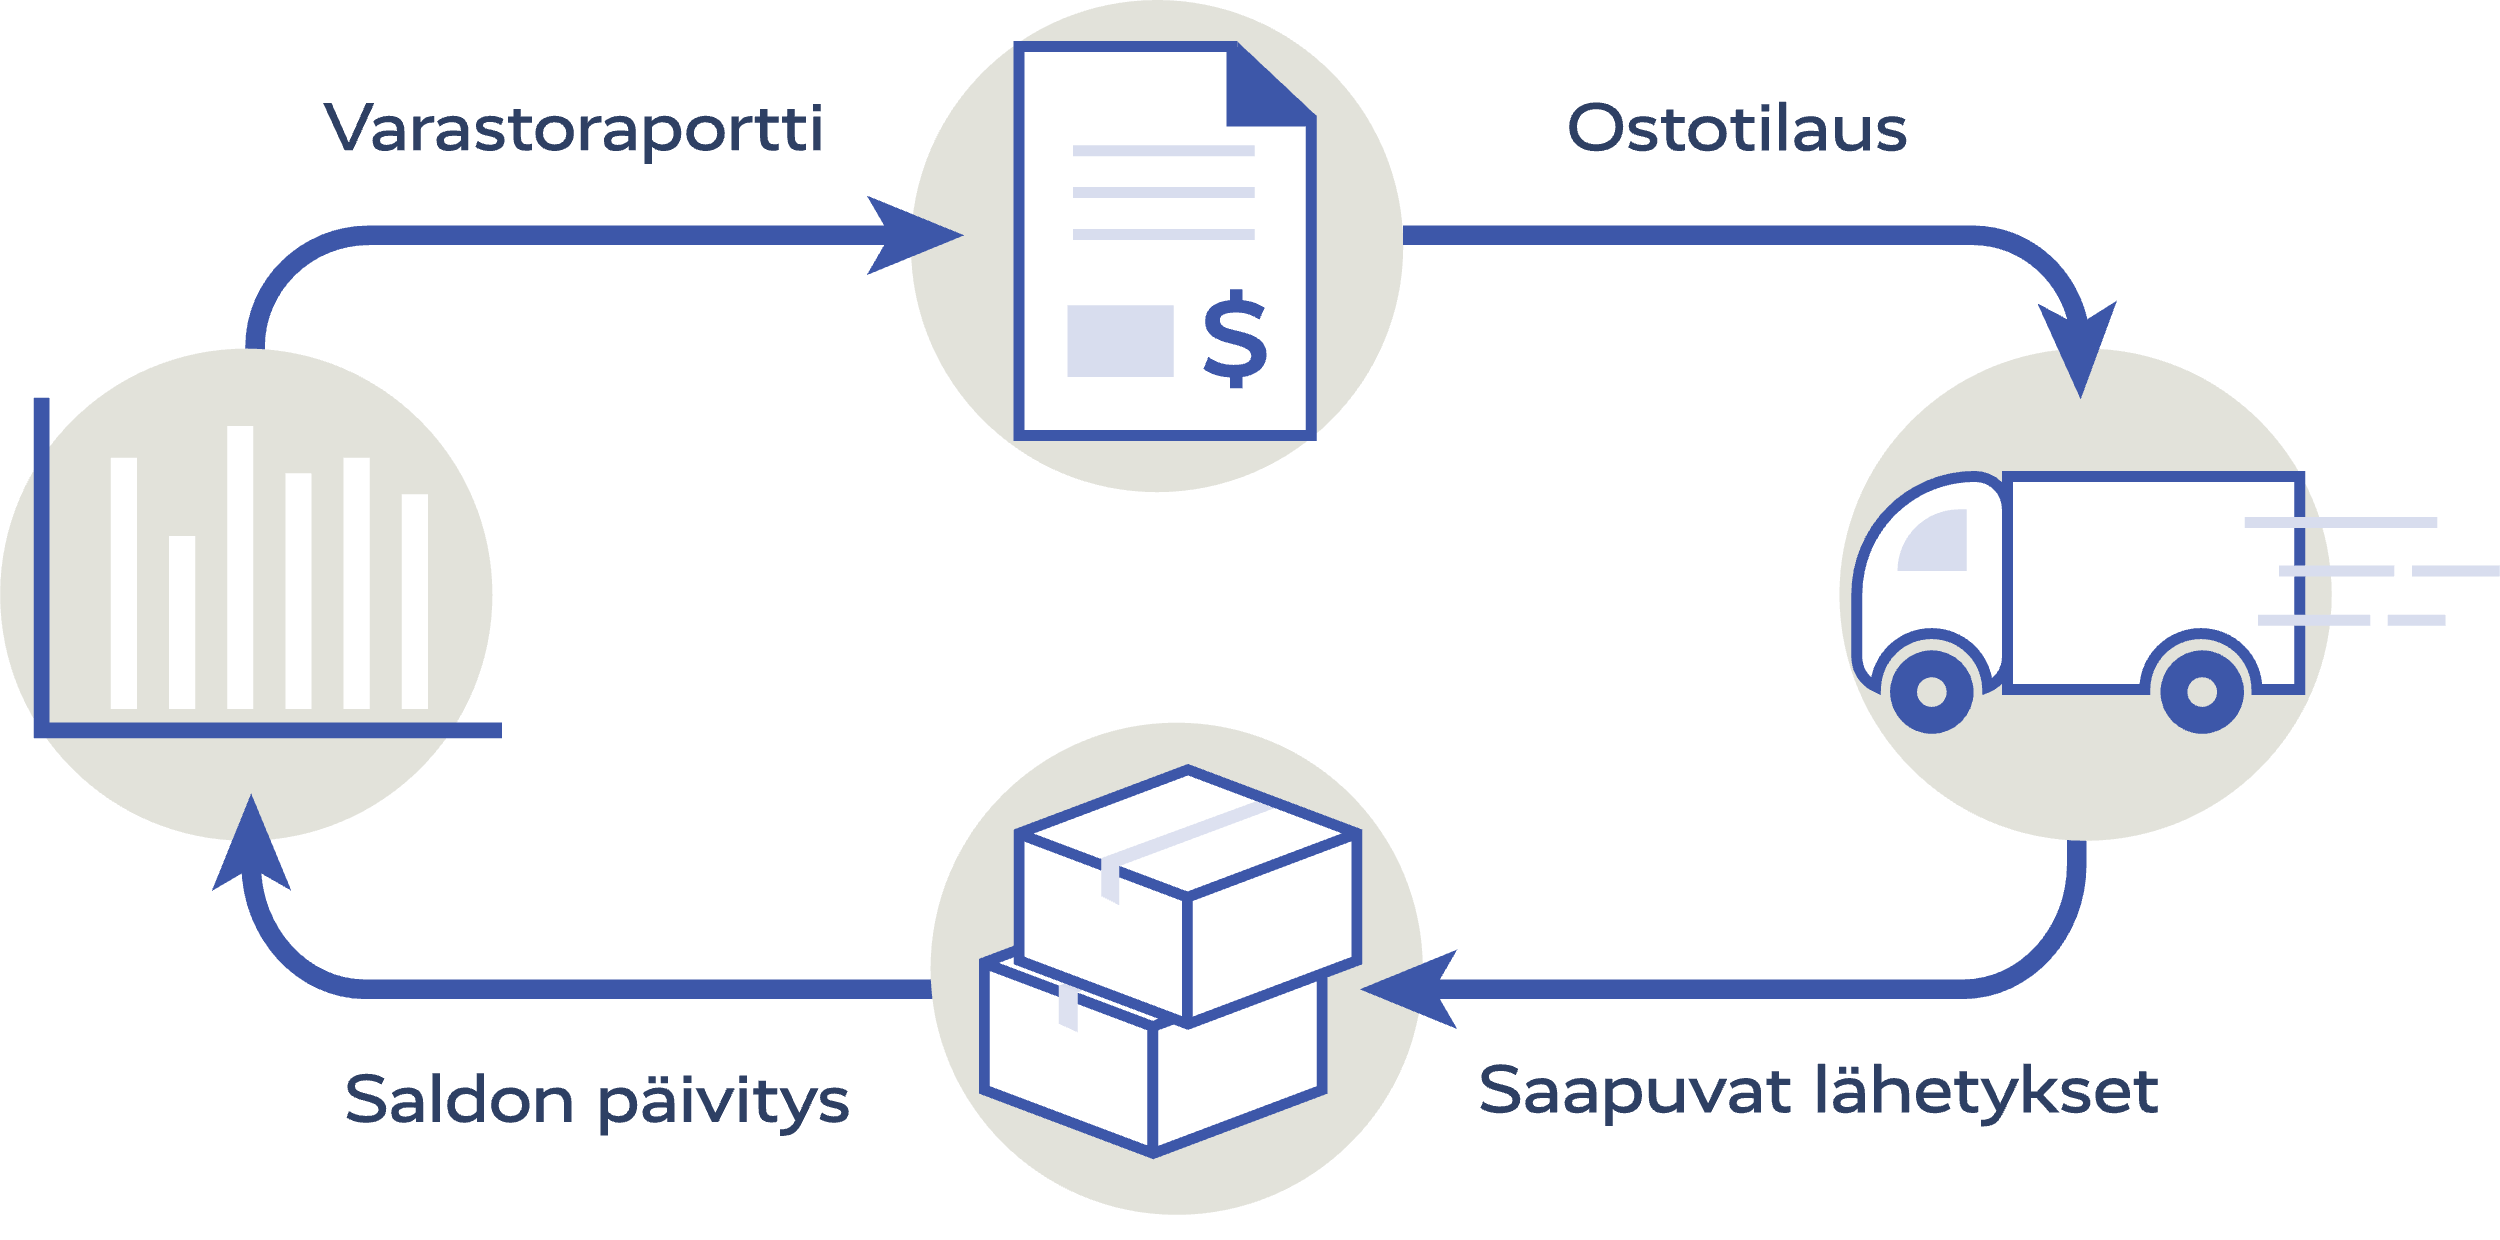 Varastoraportti
Ostotilaus
$
Saldon päivitys
Saapuvat lähetykset